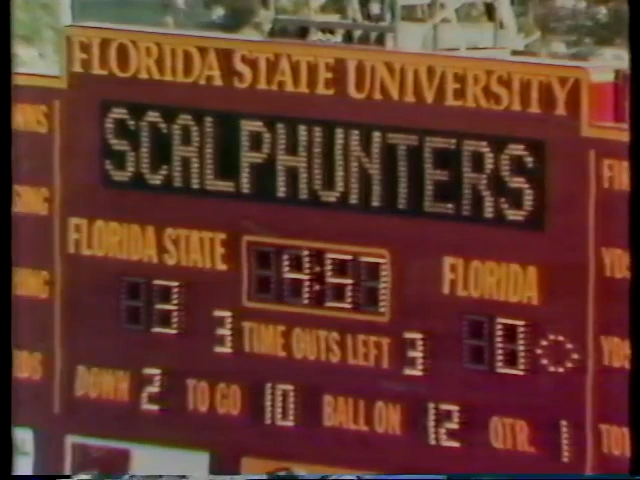 FLORIDA STATE UNIVERSITY
SCALPHUNTERS
FLORIDA STATE FLORIDA
3 TIME OUTS LEFT 3
DOWN 2 TO GO 10 BALL ON 12 QTR. 1